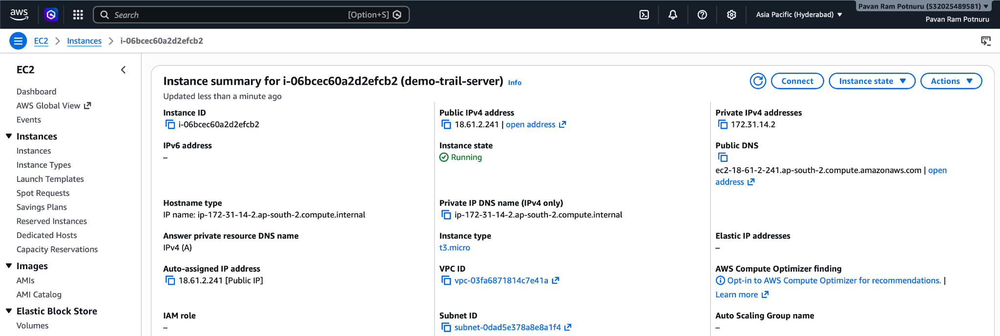 aws
Search
[Option+S]
Asia Pacific (Hyderabad)
Pavan Ram Potnuru (532025489581)
Pavan Ram Potnuru
EC2
Instances
i-06bcec60a2d2efcb2
EC2
Dashboard
AWS Global View
Events
Instances
Instances
Instance Types
Launch Templates
Spot Requests
Savings Plans
Reserved Instances
Dedicated Hosts
Capacity Reservations
Images
AMIs
AMI Catalog
Elastic Block Store
Volumes
Instance summary for i-06bcec60a2d2efcb2 (demo-trail-server) Info
Updated less than a minute ago
Connect
Instance state
Actions
Instance ID
i-06bcec60a2d2efcb2
Public IPv4 address
18.61.2.241 | open address
Private IPv4 addresses
172.31.14.2
IPv6 address
–
Instance state
Running
Public DNS
ec2-18-61-2-241.ap-south-2.compute.amazonaws.com | open
address
Hostname type
IP name: ip-172-31-14-2.ap-south-2.compute.internal
Private IP DNS name (IPv4 only)
ip-172-31-14-2.ap-south-2.compute.internal
Answer private resource DNS name
IPv4 (A)
Instance type
t3.micro
Elastic IP addresses
–
Auto-assigned IP address
18.61.2.241 [Public IP]
VPC ID
vpc-03fa6871814c7e41a
AWS Compute Optimizer finding
Opt-in to AWS Compute Optimizer for recommendations. |
Learn more
IAM role
–
Subnet ID
subnet-0dad5e378a8e8a1f4
Auto Scaling Group name
–